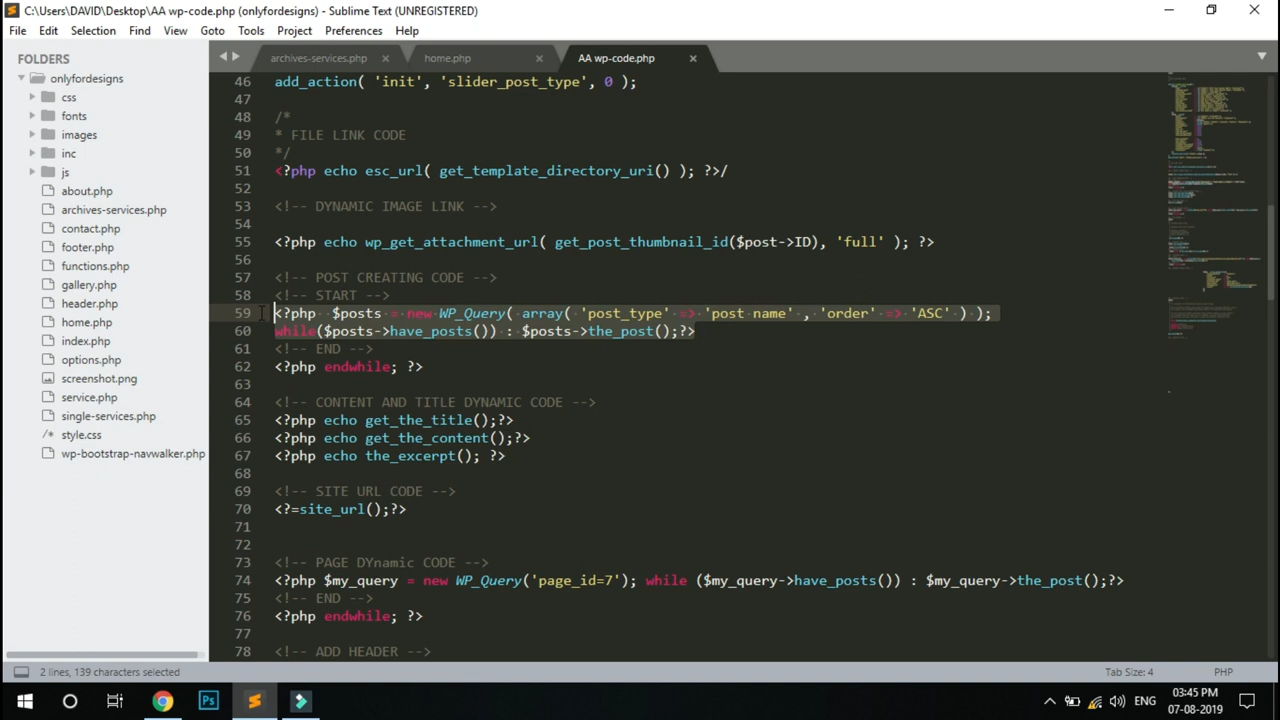 C:\Users\DAVID\Desktop\AA wp-code.php (onlyfordesigns) - Sublime Text (UNREGISTERED)
File Edit Selection Find View Goto Tools Project Preferences Help
FOLDERS
onlyfordesigns
css
fonts
images
inc
js
about.php
archives-services.php
contact.php
footer.php
functions.php
gallery.php
header.php
home.php
index.php
options.php
screenshot.png
service.php
single-services.php
style.css
wp-bootstrap-navwalker.php
archives-services.php home.php AA wp-code.php
46 add_action( 'init', 'slider_post_type', 0 );
47
48 /*
49 * FILE LINK CODE
50 */
51 <?php echo esc_url( get_template_directory_uri() ); ?>/
52
53 <!-- DYNAMIC IMAGE LINK -->
54
55 <?php echo wp_get_attachment_url( get_post_thumbnail_id($post->ID), 'full' ); ?>
56
57 <!-- POST CREATING CODE -->
58 <!-- START -->
59 <?php  $posts = new WP_Query( array( 'post_type' => 'post name' , 'order' => 'ASC' ) );
60 while($posts->have_posts()) : $posts->the_post();?>
61 <!-- END -->
62 <?php endwhile; ?>
63
64 <!-- CONTENT AND TITLE DYNAMIC CODE -->
65 <?php echo get_the_title();?>
66 <?php echo get_the_content();?>
67 <?php echo the_excerpt(); ?>
68
69 <!-- SITE URL CODE -->
70 <?=site_url();?>
71
72
73 <!-- PAGE DYnamic CODE -->
74 <?php $my_query = new WP_Query('page_id=7'); while ($my_query->have_posts()) : $my_query->the_post();?>
75 <!-- END -->
76 <?php endwhile; ?>
77
78 <!-- ADD HEADER -->
2 lines, 139 characters selected
Tab Size: 4 PHP
Ps
ENG
03:45 PM
07-08-2019